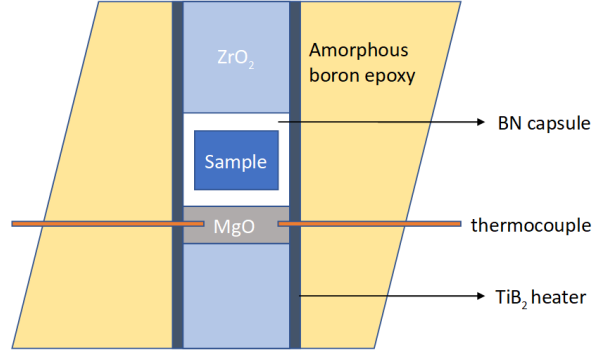 ZrO₂
Amorphous
boron epoxy
BN capsule
Sample
MgO
thermocouple
TiB₂ heater